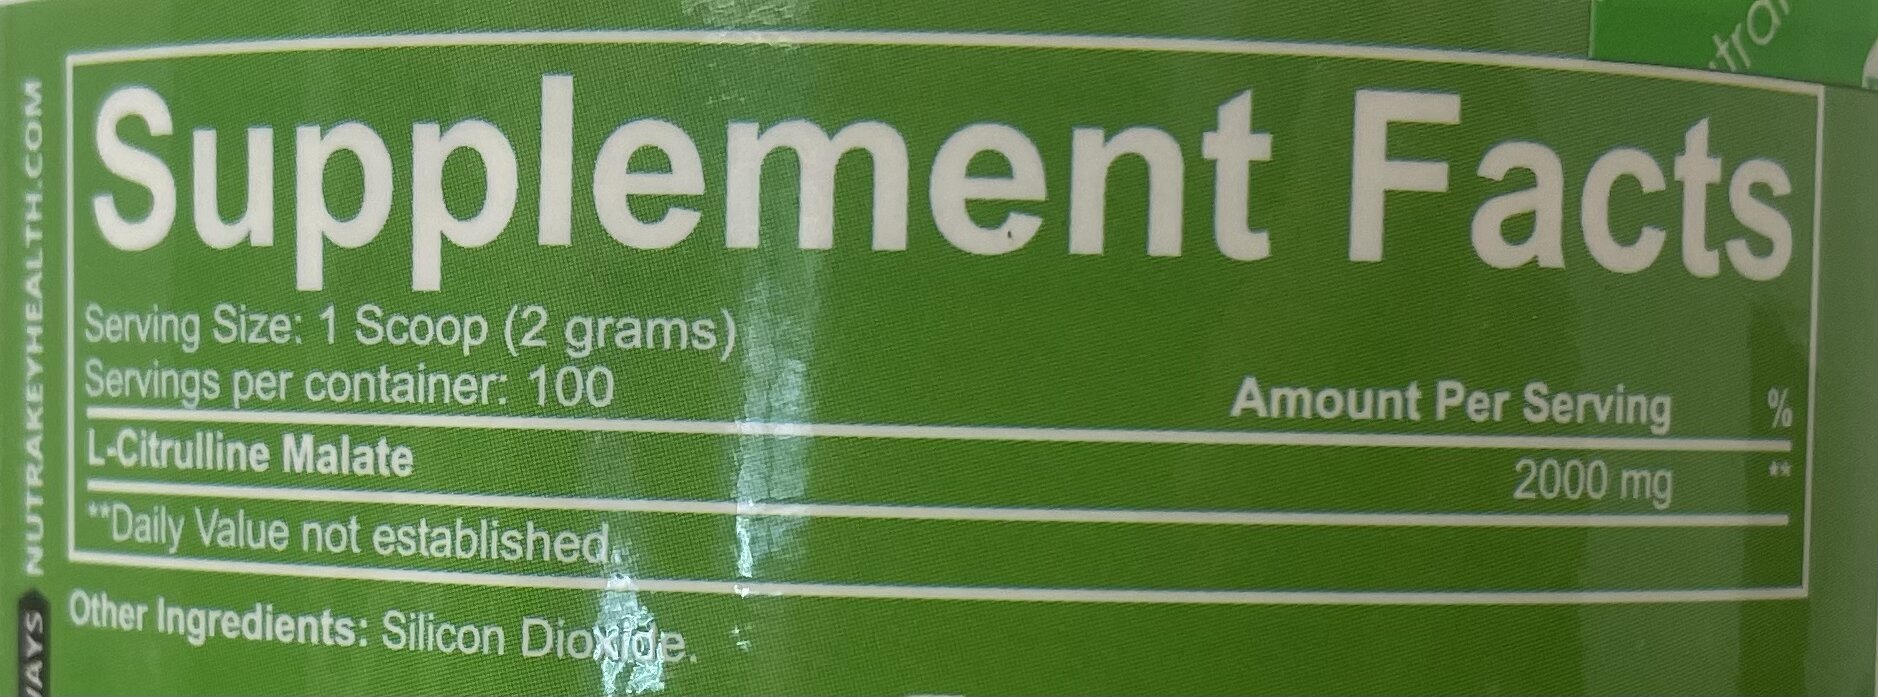 Supplement Facts
Serving Size: 1 Scoop (2 grams)
Servings per container: 100
Amount Per Serving %
L-Citrulline Malate 2000 mg **
**Daily Value not established.
Other Ingredients: Silicon Dioxide.
NUTRAKEYHEALTH.COM